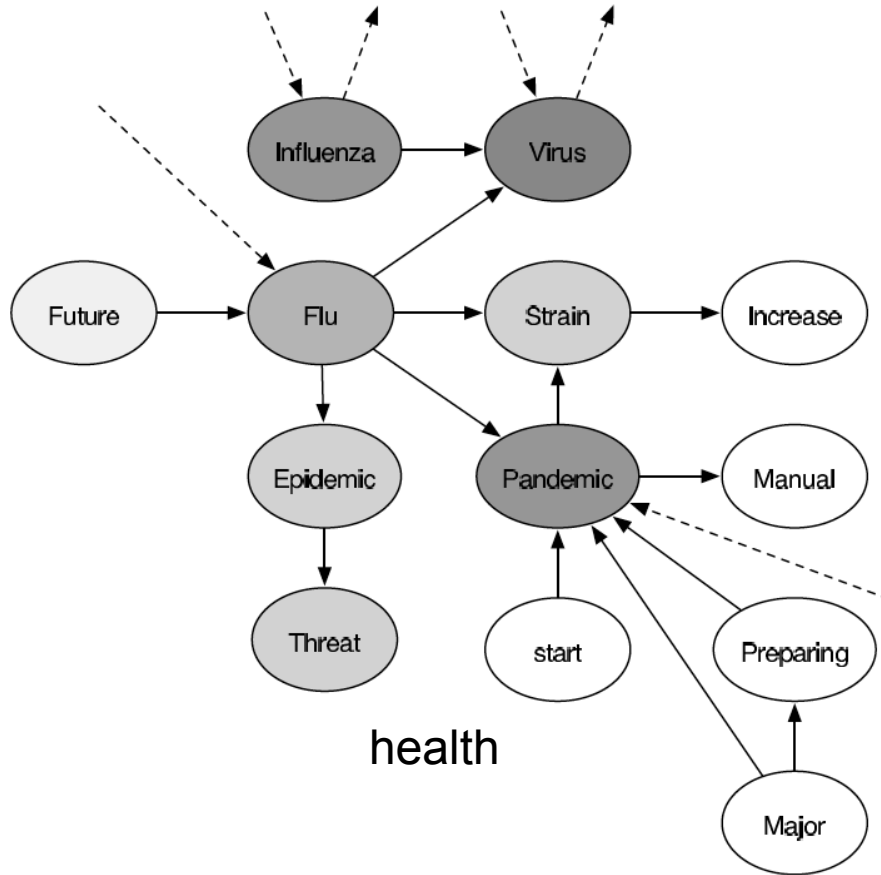 Influenza
Virus
Future
Flu
Strain
Increase
Epidemic
Pandemic
Manual
Threat
start
Preparing
health
Major